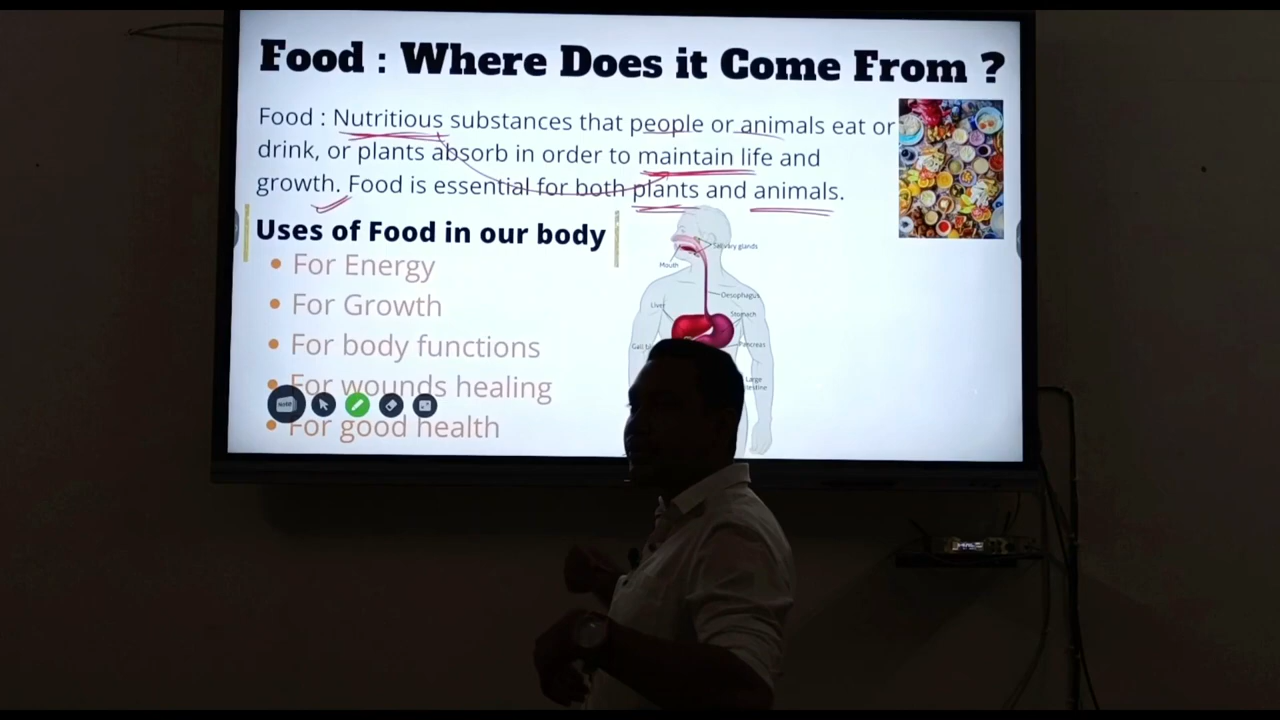 Food : Where Does it Come From ?
Food : Nutritious substances that people or animals eat or
drink, or plants absorb in order to maintain life and
growth. Food is essential for both plants and animals.
Uses of Food in our body
For Energy
For Growth
For body functions
For wounds healing
For good health
Salivary glands
Mouth
Oesophagus
Liver
Stomach
Pancreas
Large